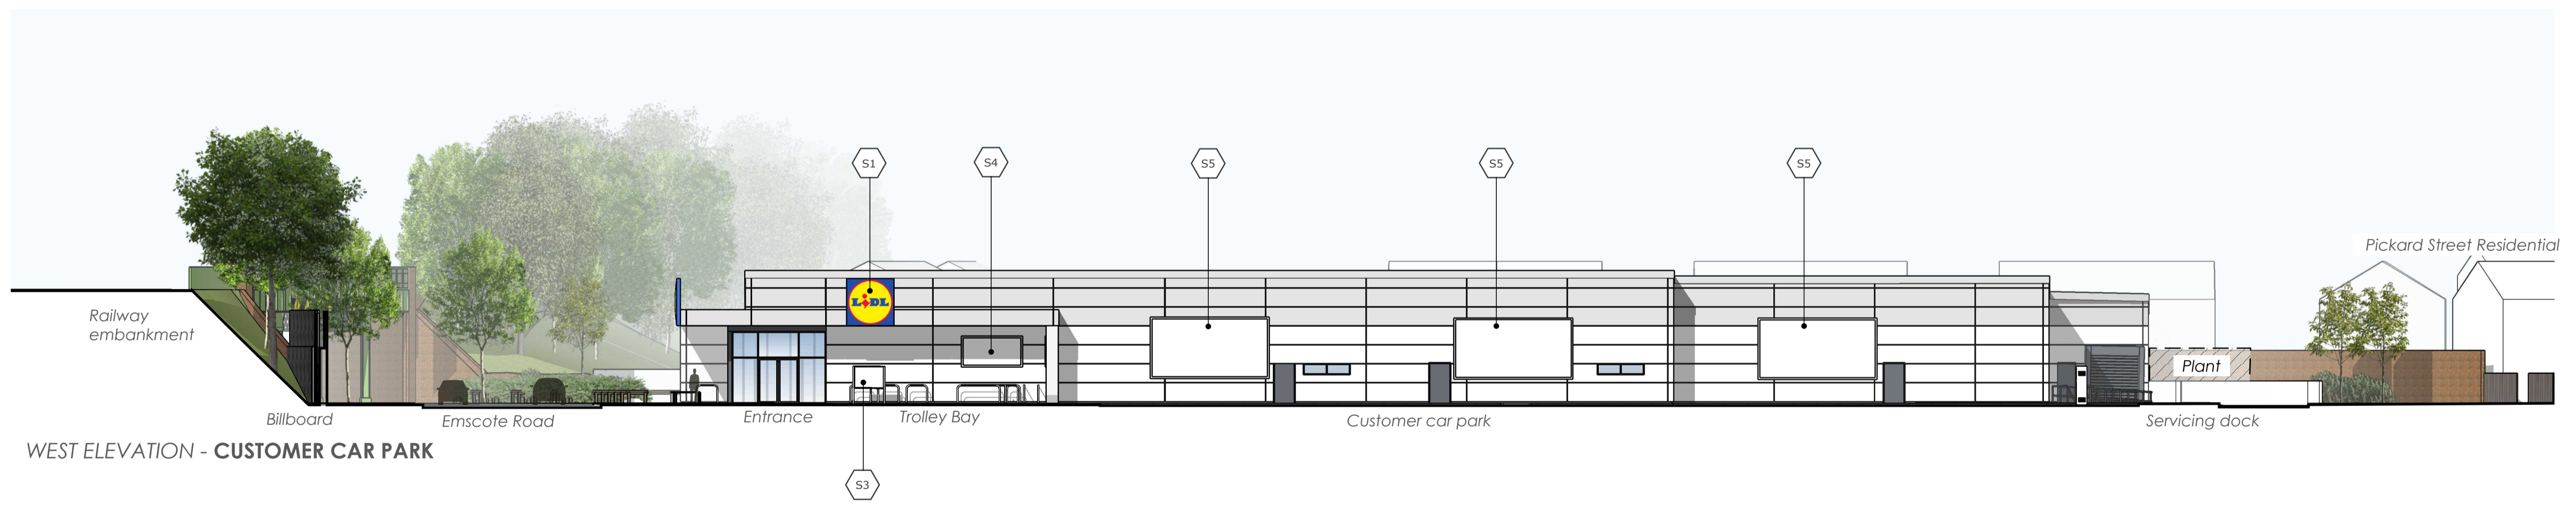 S1
S4
S5
S5
S5
Pickard Street Residential
LiDL
Railway
embankment
Plant
Billboard
Emscote Road
Entrance
Trolley Bay
Customer car park
Servicing dock
WEST ELEVATION - CUSTOMER CAR PARK
S3